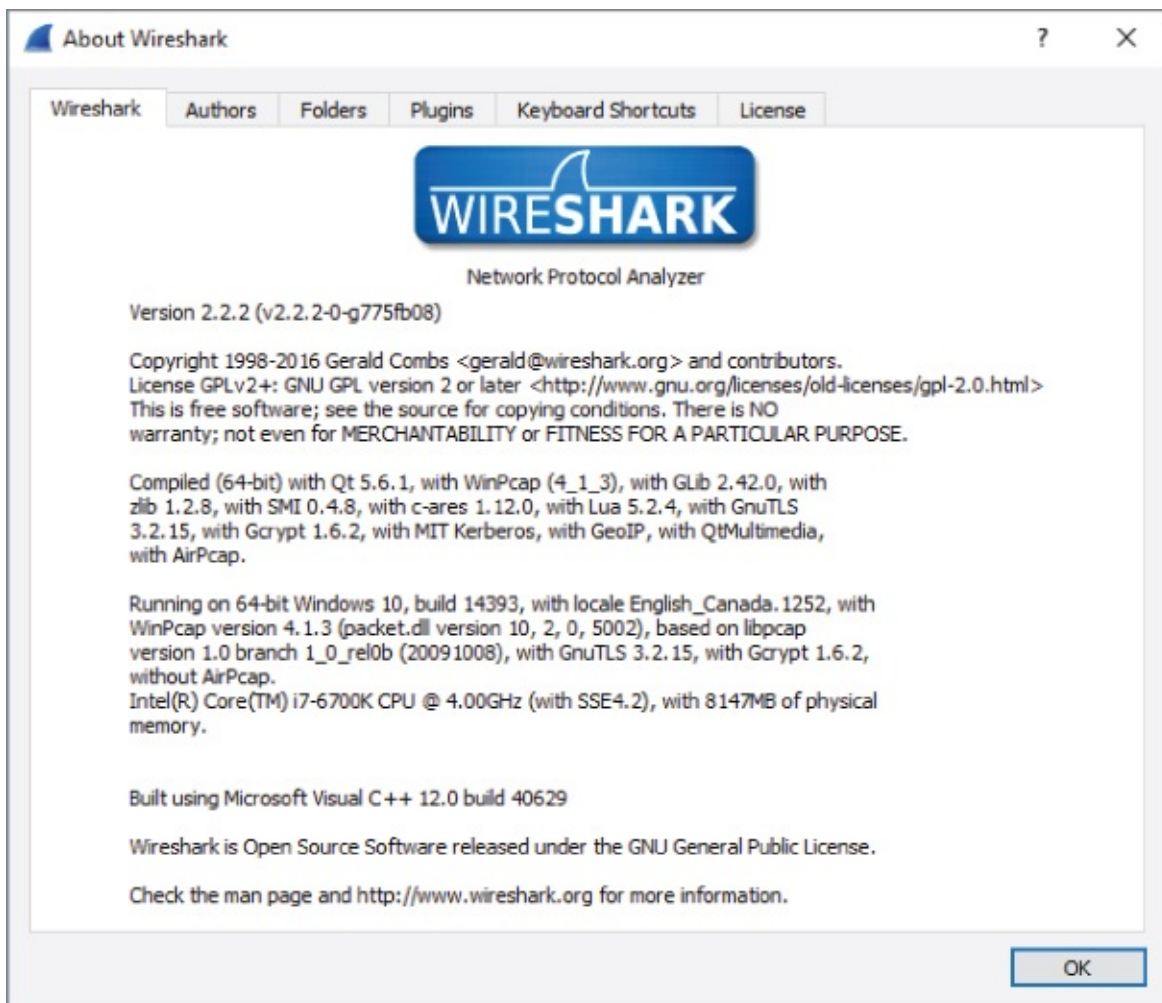 About Wireshark ? ×
Wireshark Authors Folders Plugins Keyboard Shortcuts License
WIRESHARK
Network Protocol Analyzer
Version 2.2.2 (v2.2.2-0-g775fb08)
Copyright 1998-2016 Gerald Combs <gerald@wireshark.org> and contributors.
License GPLv2+: GNU GPL version 2 or later <http://www.gnu.org/licenses/old-licenses/gpl-2.0.html>
This is free software; see the source for copying conditions. There is NO
warranty; not even for MERCHANTABILITY or FITNESS FOR A PARTICULAR PURPOSE.
Compiled (64-bit) with Qt 5.6.1, with WinPcap (4_1_3), with GLib 2.42.0, with
zlib 1.2.8, with SMI 0.4.8, with c-ares 1.12.0, with Lua 5.2.4, with GnuTLS
3.2.15, with Gcrypt 1.6.2, with MIT Kerberos, with GeoIP, with QtMultimedia,
with AirPcap.
Running on 64-bit Windows 10, build 14393, with locale English_Canada.1252, with
WinPcap version 4.1.3 (packet.dll version 10, 2, 0, 5002), based on libpcap
version 1.0 branch 1_0_rel0b (20091008), with GnuTLS 3.2.15, with Gcrypt 1.6.2,
without AirPcap.
Intel(R) Core(TM) i7-6700K CPU @ 4.00GHz (with SSE4.2), with 8147MB of physical
memory.
Built using Microsoft Visual C++ 12.0 build 40629
Wireshark is Open Source Software released under the GNU General Public License.
Check the man page and http://www.wireshark.org for more information.
OK